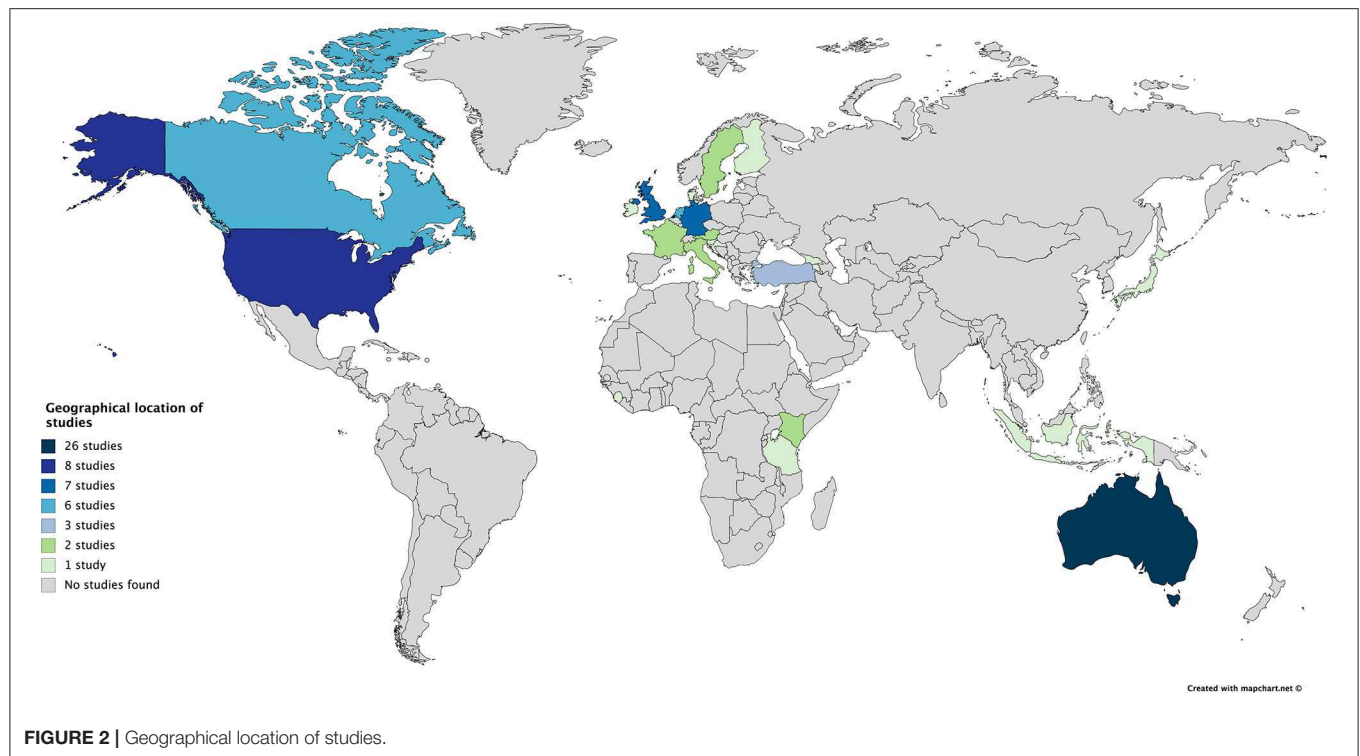 Geographical location of
studies
26 studies
8 studies
7 studies
6 studies
3 studies
2 studies
1 study
No studies found
Created with mapchart.net ©
FIGURE 2 | Geographical location of studies.